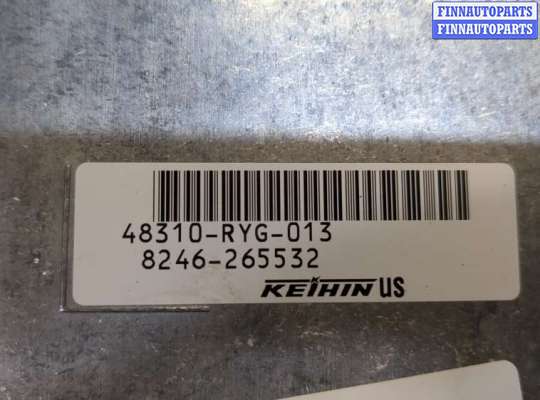 FINNAUTOPARTS
FINNAUTOPARTS
48310-RYG-013
8246-265532
KEIHIN US